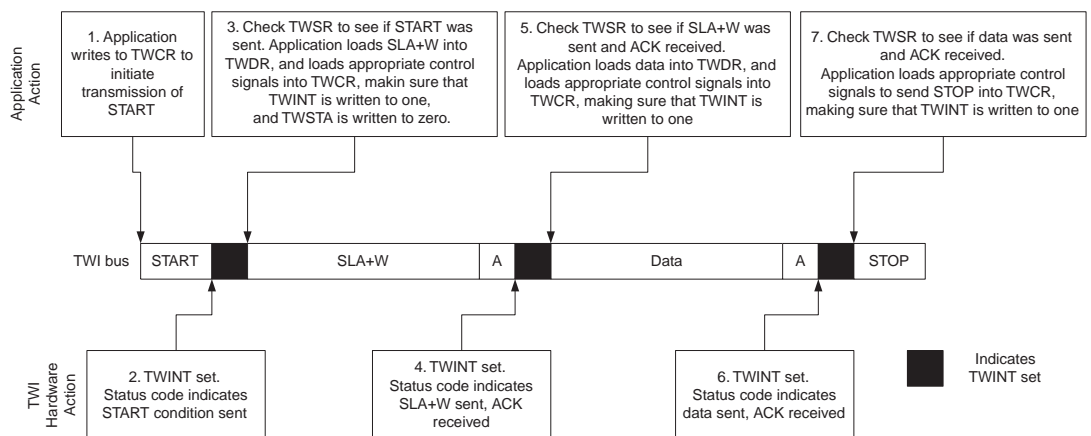 Application
Action
1. Application
writes to TWCR to
initiate
transmission of
START
3. Check TWSR to see if START was
sent. Application loads SLA+W into
TWDR, and loads appropriate control
signals into TWCR, makin sure that
TWINT is written to one,
and TWSTA is written to zero.
5. Check TWSR to see if SLA+W was
sent and ACK received.
Application loads data into TWDR, and
loads appropriate control signals into
TWCR, making sure that TWINT is
written to one
7. Check TWSR to see if data was sent
and ACK received.
Application loads appropriate control
signals to send STOP into TWCR,
making sure that TWINT is written to one
TWI bus
START
SLA+W
A
Data
A
STOP
TWI
Hardware
Action
2. TWINT set.
Status code indicates
START condition sent
4. TWINT set.
Status code indicates
SLA+W sent, ACK
received
6. TWINT set.
Status code indicates
data sent, ACK received
Indicates
TWINT set